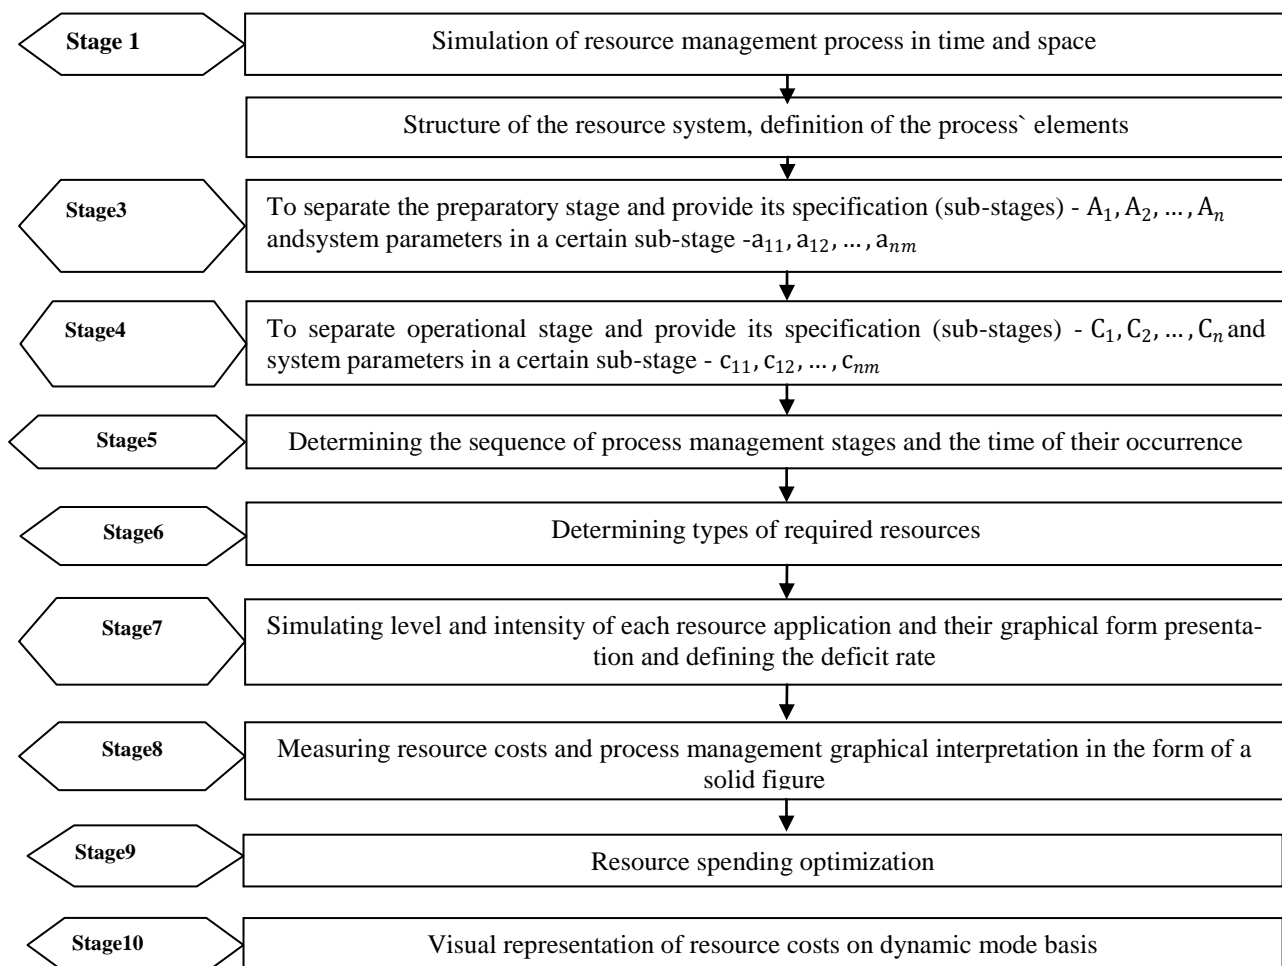 Stage 1
Simulation of resource management process in time and space
Structure of the resource system, definition of the process` elements
Stage3
To separate the preparatory stage and provide its specification (sub-stages) - A₁, A₂, … , Aₙ
andsystem parameters in a certain sub-stage -a₁₁, a₁₂, … , aₙₘ
Stage4
To separate operational stage and provide its specification (sub-stages) - C₁, C₂, … , Cₙ and
system parameters in a certain sub-stage - c₁₁, c₁₂, … , cₙₘ
Stage5
Determining the sequence of process management stages and the time of their occurrence
Stage6
Determining types of required resources
Stage7
Simulating level and intensity of each resource application and their graphical form presenta-
tion and defining the deficit rate
Stage8
Measuring resource costs and process management graphical interpretation in the form of a
solid figure
Stage9
Resource spending optimization
Stage10
Visual representation of resource costs on dynamic mode basis